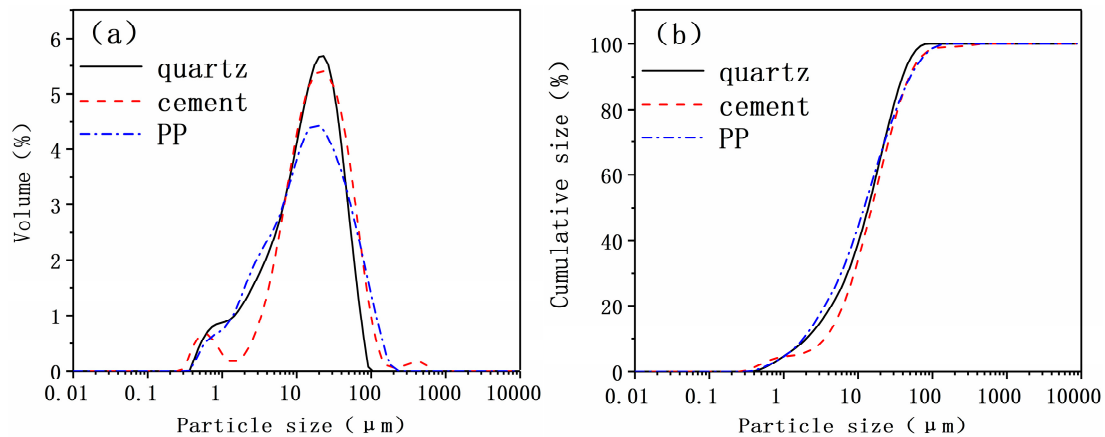 (a)
quartz
cement
PP
Volume (%)
6
5
4
3
2
1
0
0.01 0.1 1 10 100 1000 10000
Particle size (μm)
(b)
quartz
cement
PP
Cumulative size (%)
100
80
60
40
20
0
0.01 0.1 1 10 100 1000 10000
Particle size (μm)